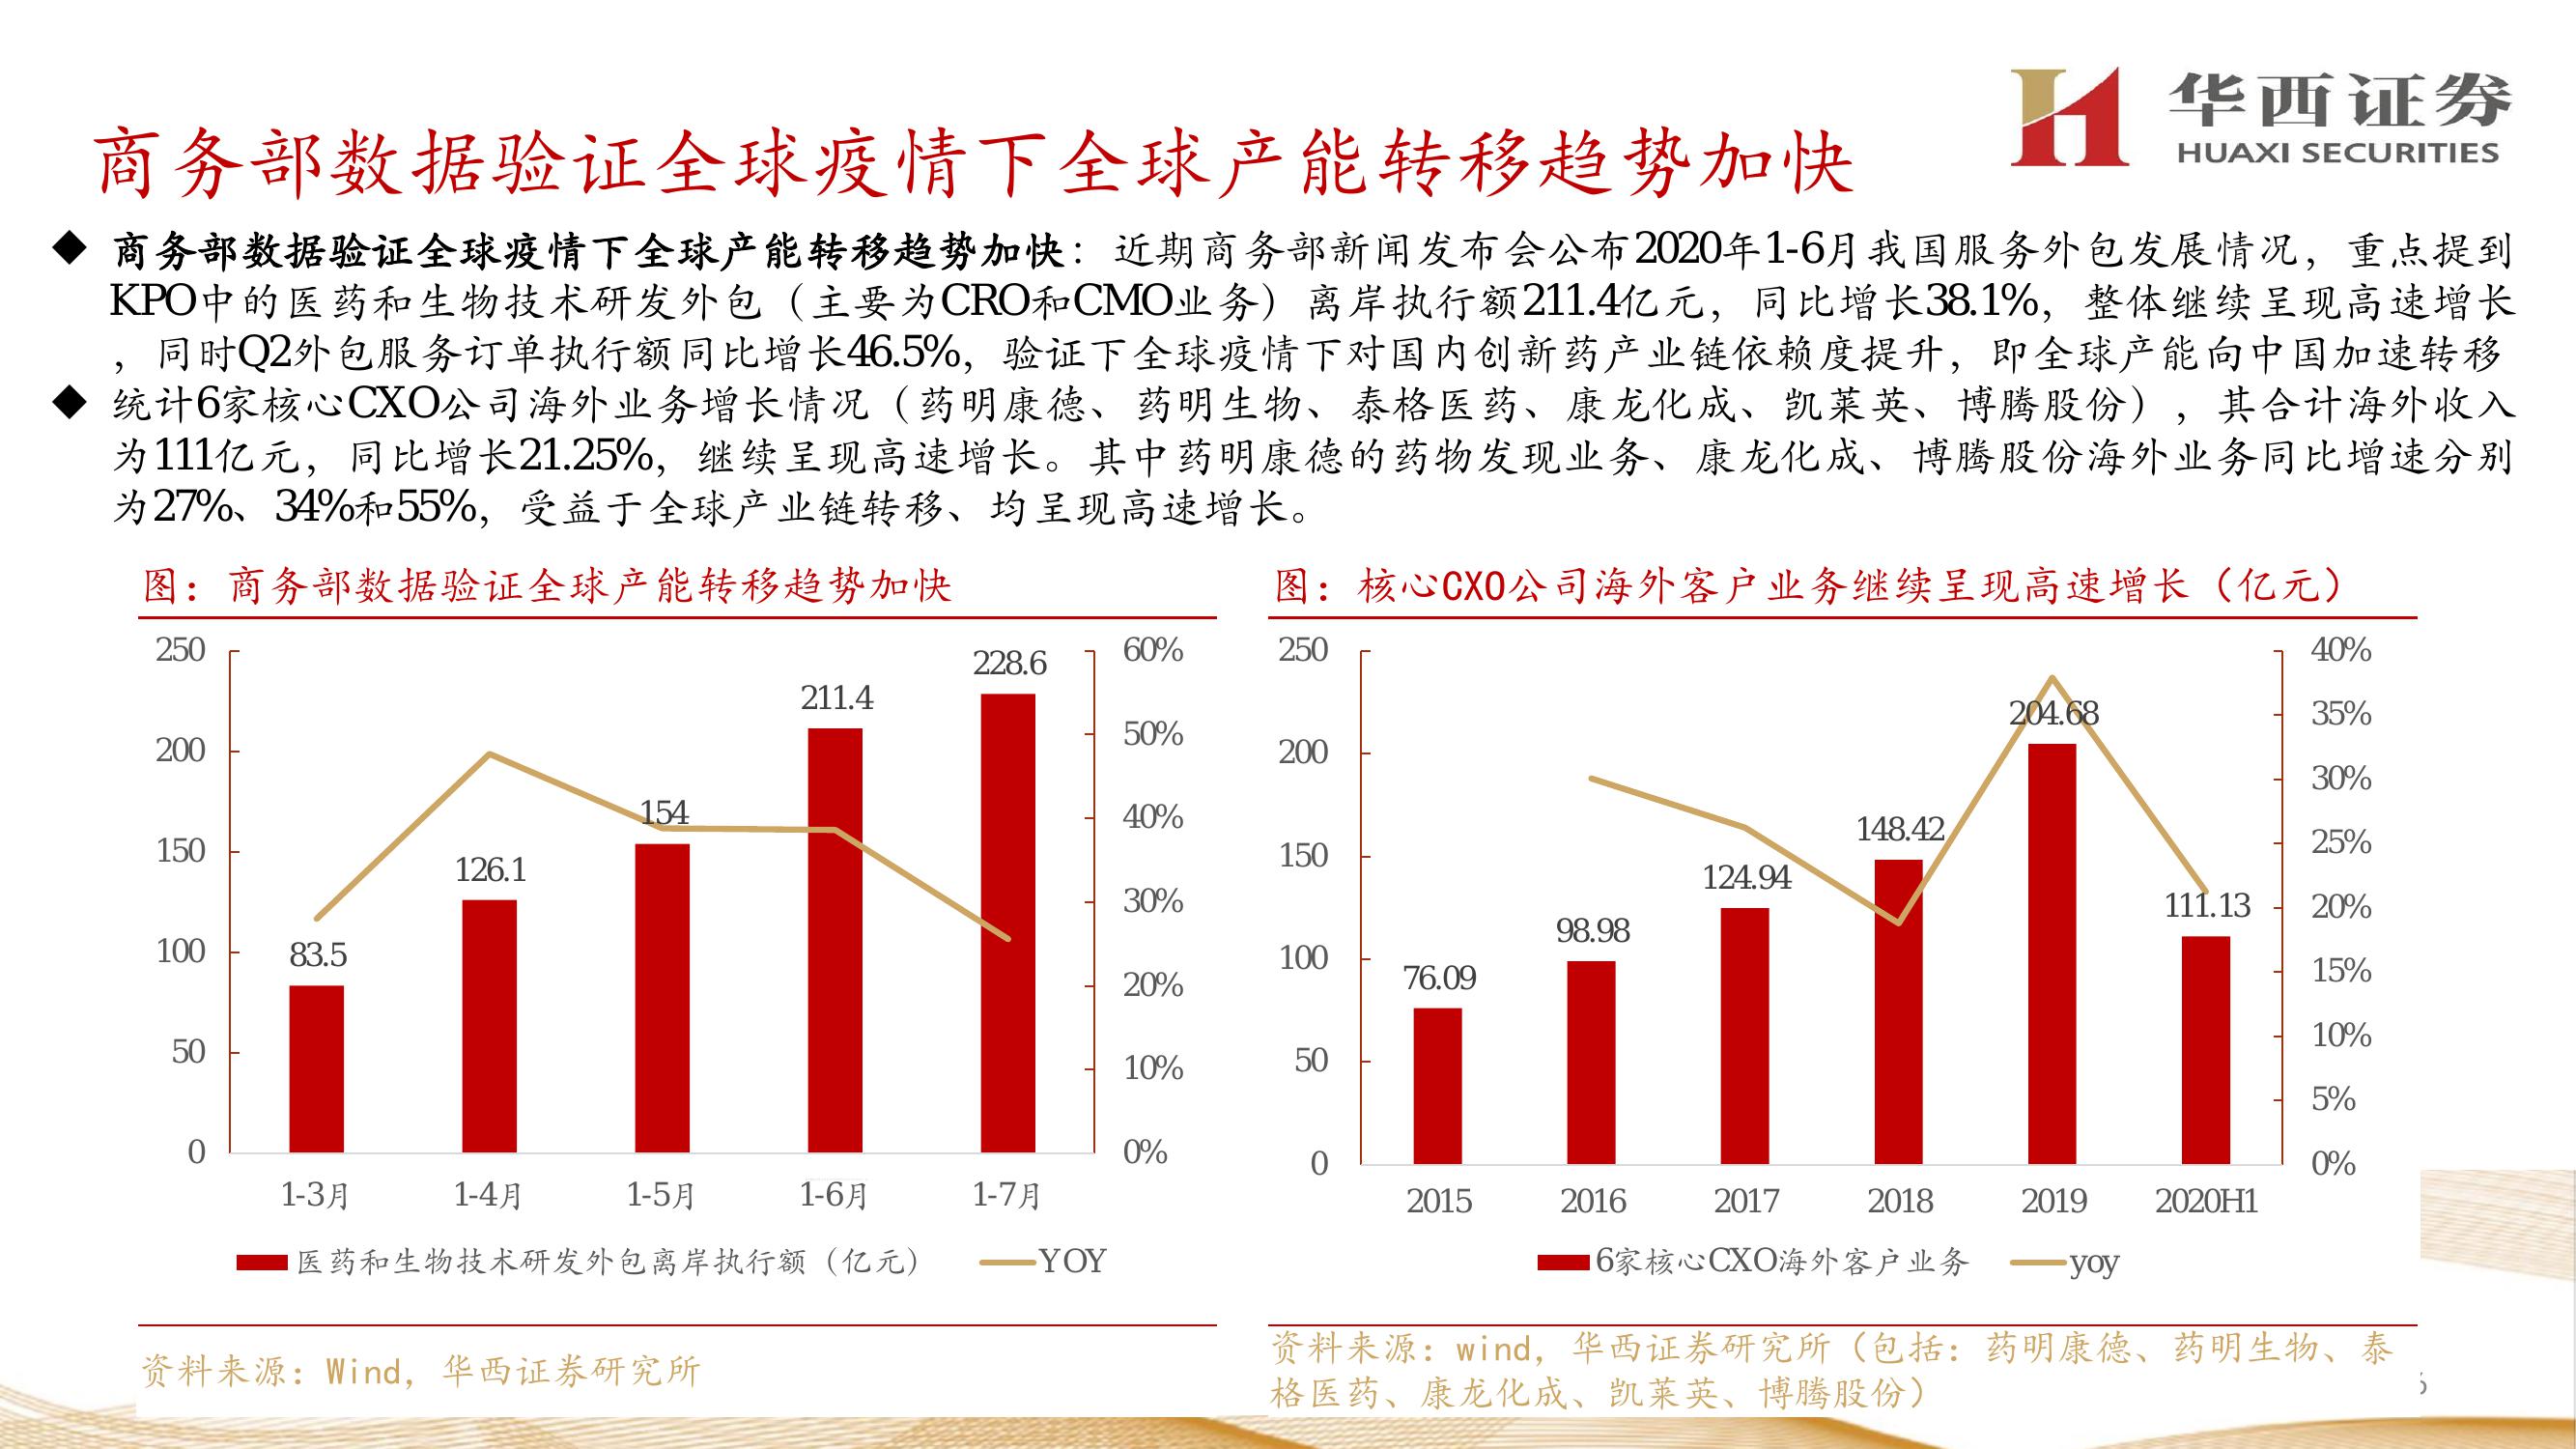 华西证券
HUAXI SECURITIES
商务部数据验证全球疫情下全球产能转移趋势加快
◆ 商务部数据验证全球疫情下全球产能转移趋势加快：近期商务部新闻发布会公布2020年1-6月我国服务外包发展情况，重点提到
KPO中的医药和生物技术研发外包（主要为CRO和CMO业务）离岸执行额211.4亿元，同比增长38.1%，整体继续呈现高速增长
，同时Q2外包服务订单执行额同比增长46.5%，验证下全球疫情下对国内创新药产业链依赖度提升，即全球产能向中国加速转移
◆ 统计6家核心CXO公司海外业务增长情况（药明康德、药明生物、泰格医药、康龙化成、凯莱英、博腾股份），其合计海外收入
为111亿元，同比增长21.25%，继续呈现高速增长。其中药明康德的药物发现业务、康龙化成、博腾股份海外业务同比增速分别
为27%、34%和55%，受益于全球产业链转移、均呈现高速增长。
图：商务部数据验证全球产能转移趋势加快
250
200
150
100
50
0
60%
50%
40%
30%
20%
10%
0%
83.5
126.1
154
211.4
228.6
1-3月
1-4月
1-5月
1-6月
1-7月
医药和生物技术研发外包离岸执行额（亿元）
YOY
资料来源：Wind，华西证券研究所
图：核心CXO公司海外客户业务继续呈现高速增长（亿元）
250
200
150
100
50
0
40%
35%
30%
25%
20%
15%
10%
5%
0%
76.09
98.98
124.94
148.42
204.68
111.13
2015
2016
2017
2018
2019
2020H1
6家核心CXO海外客户业务
yoy
资料来源：wind，华西证券研究所（包括：药明康德、药明生物、泰
格医药、康龙化成、凯莱英、博腾股份）